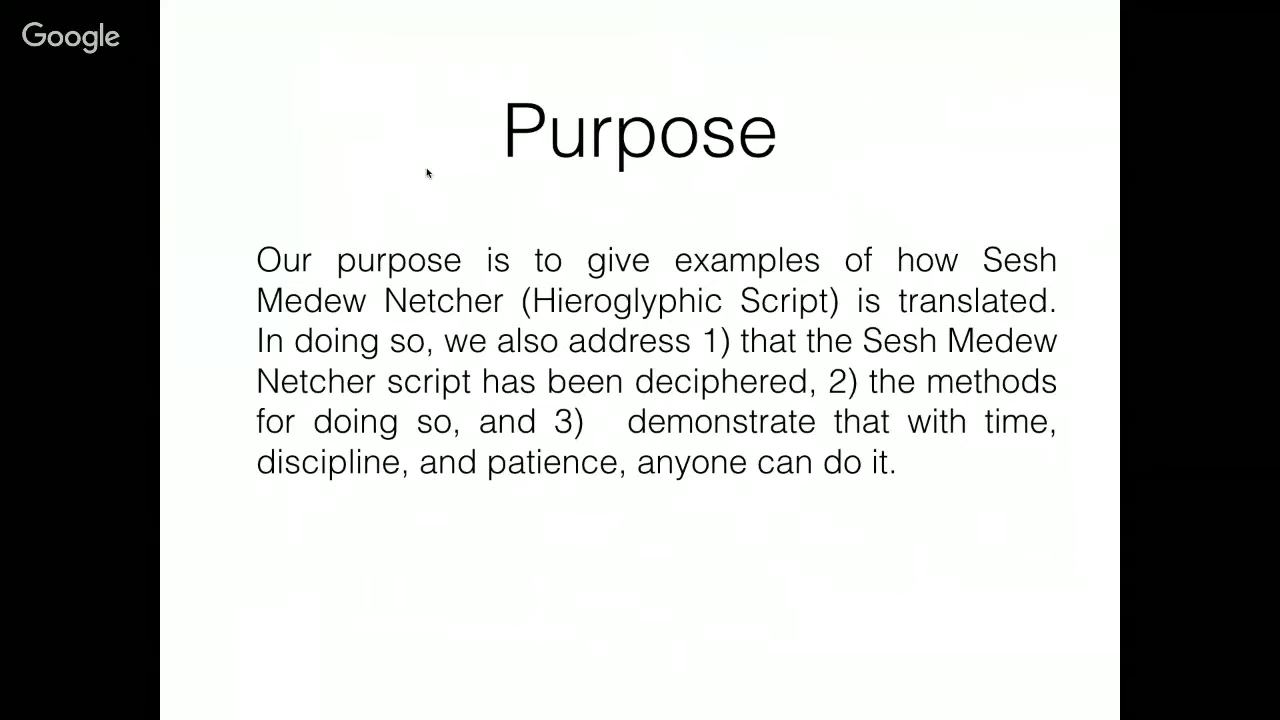 Google
Purpose
Our purpose is to give examples of how Sesh
Medew Netcher (Hieroglyphic Script) is translated.
In doing so, we also address 1) that the Sesh Medew
Netcher script has been deciphered, 2) the methods
for doing so, and 3) demonstrate that with time,
discipline, and patience, anyone can do it.